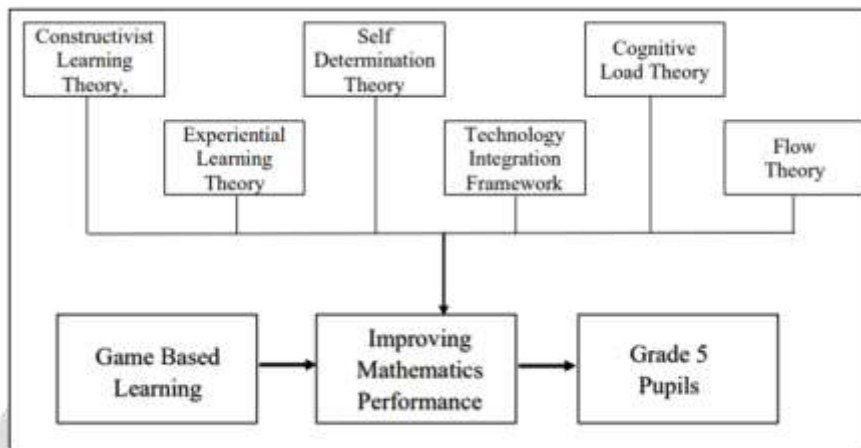 Constructivist
Learning
Theory,
Self
Determination
Theory
Cognitive
Load Theory
Experiential
Learning
Theory
Technology
Integration
Framework
Flow
Theory
Game Based
Learning
Improving
Mathematics
Performance
Grade 5
Pupils